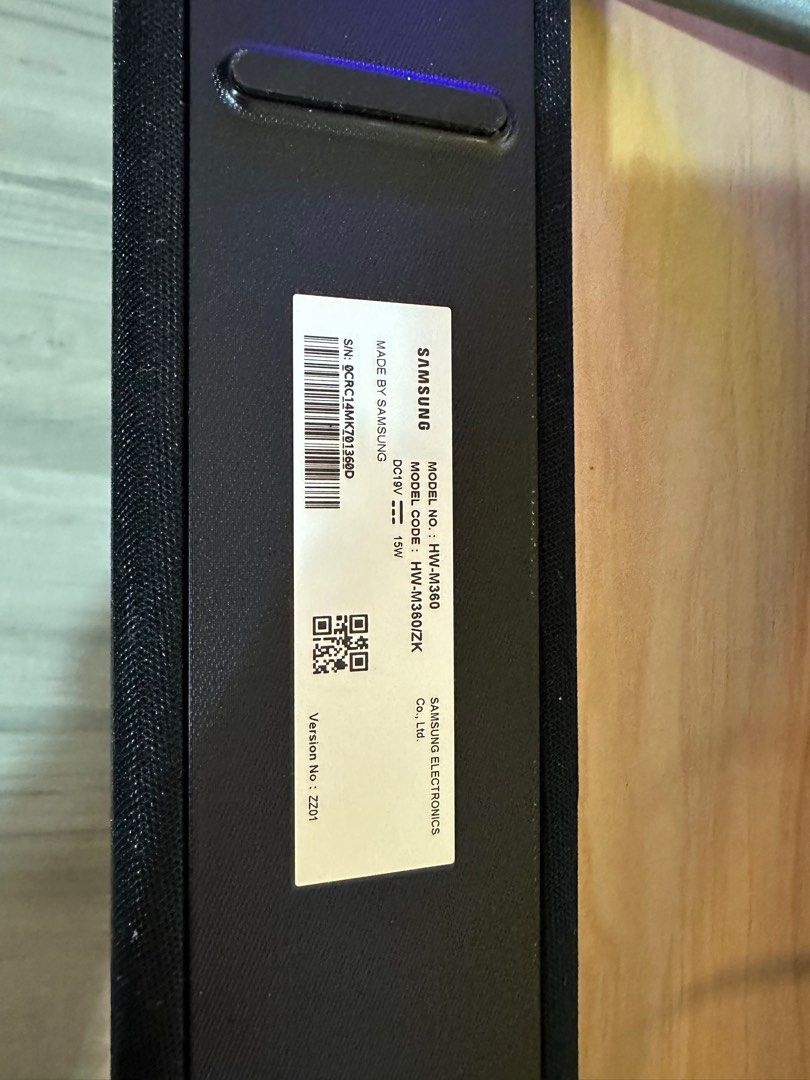 SAMSUNG
MODEL NO. : HW-M360
MODEL CODE : HW-M360/ZK
DC19V 15W
SAMSUNG ELECTRONICS
Co., Ltd.
MADE BY SAMSUNG
S/N: 0CRC14MK701360D
Version No : ZZ01